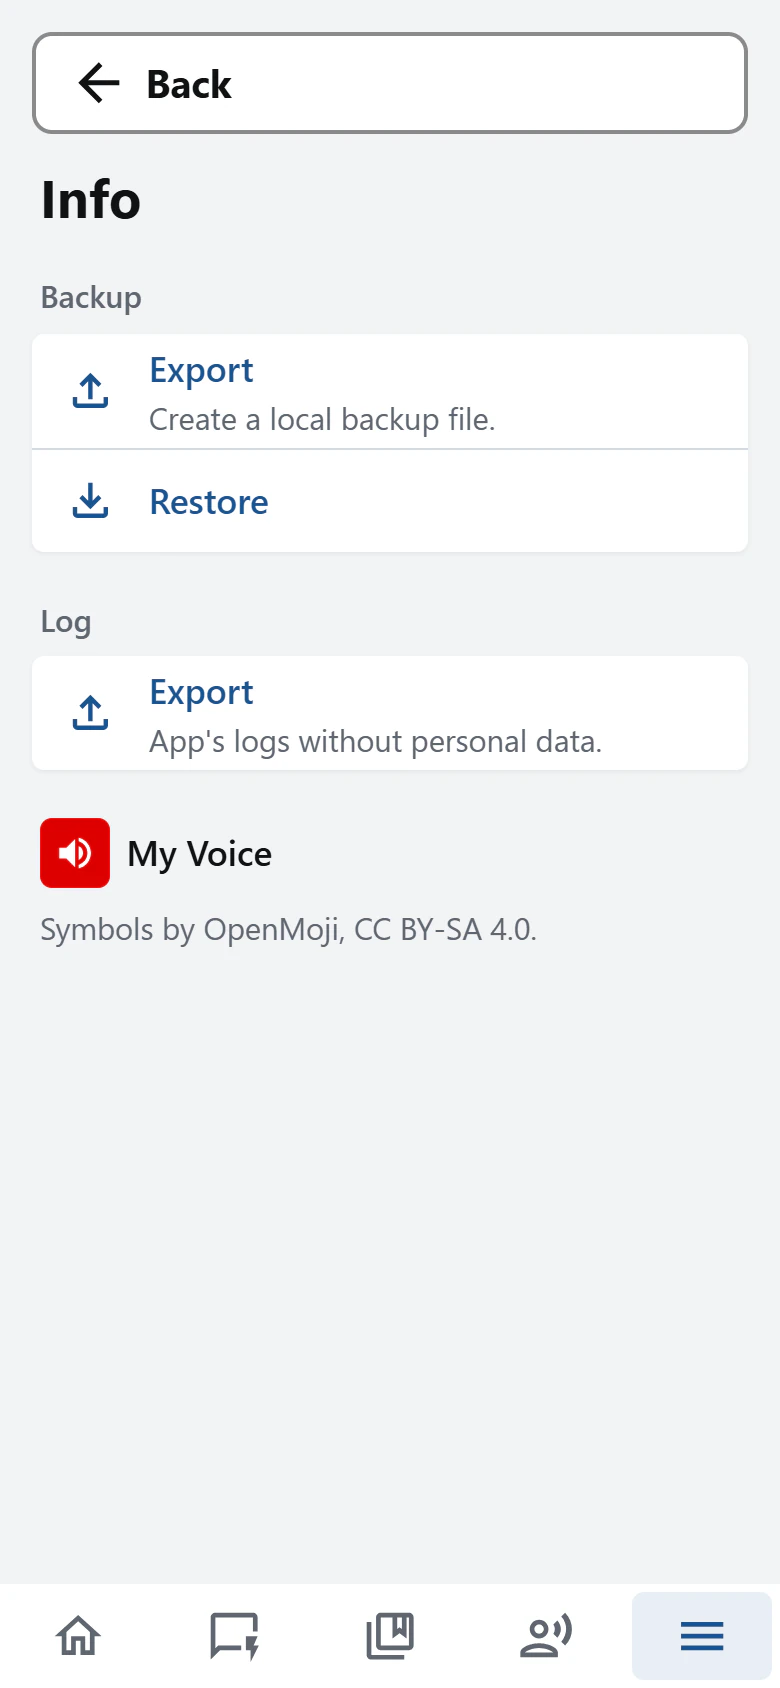 Back
Info
Backup
Export
Create a local backup file.
Restore
Log
Export
App's logs without personal data.
My Voice
Symbols by OpenMoji, CC BY-SA 4.0.